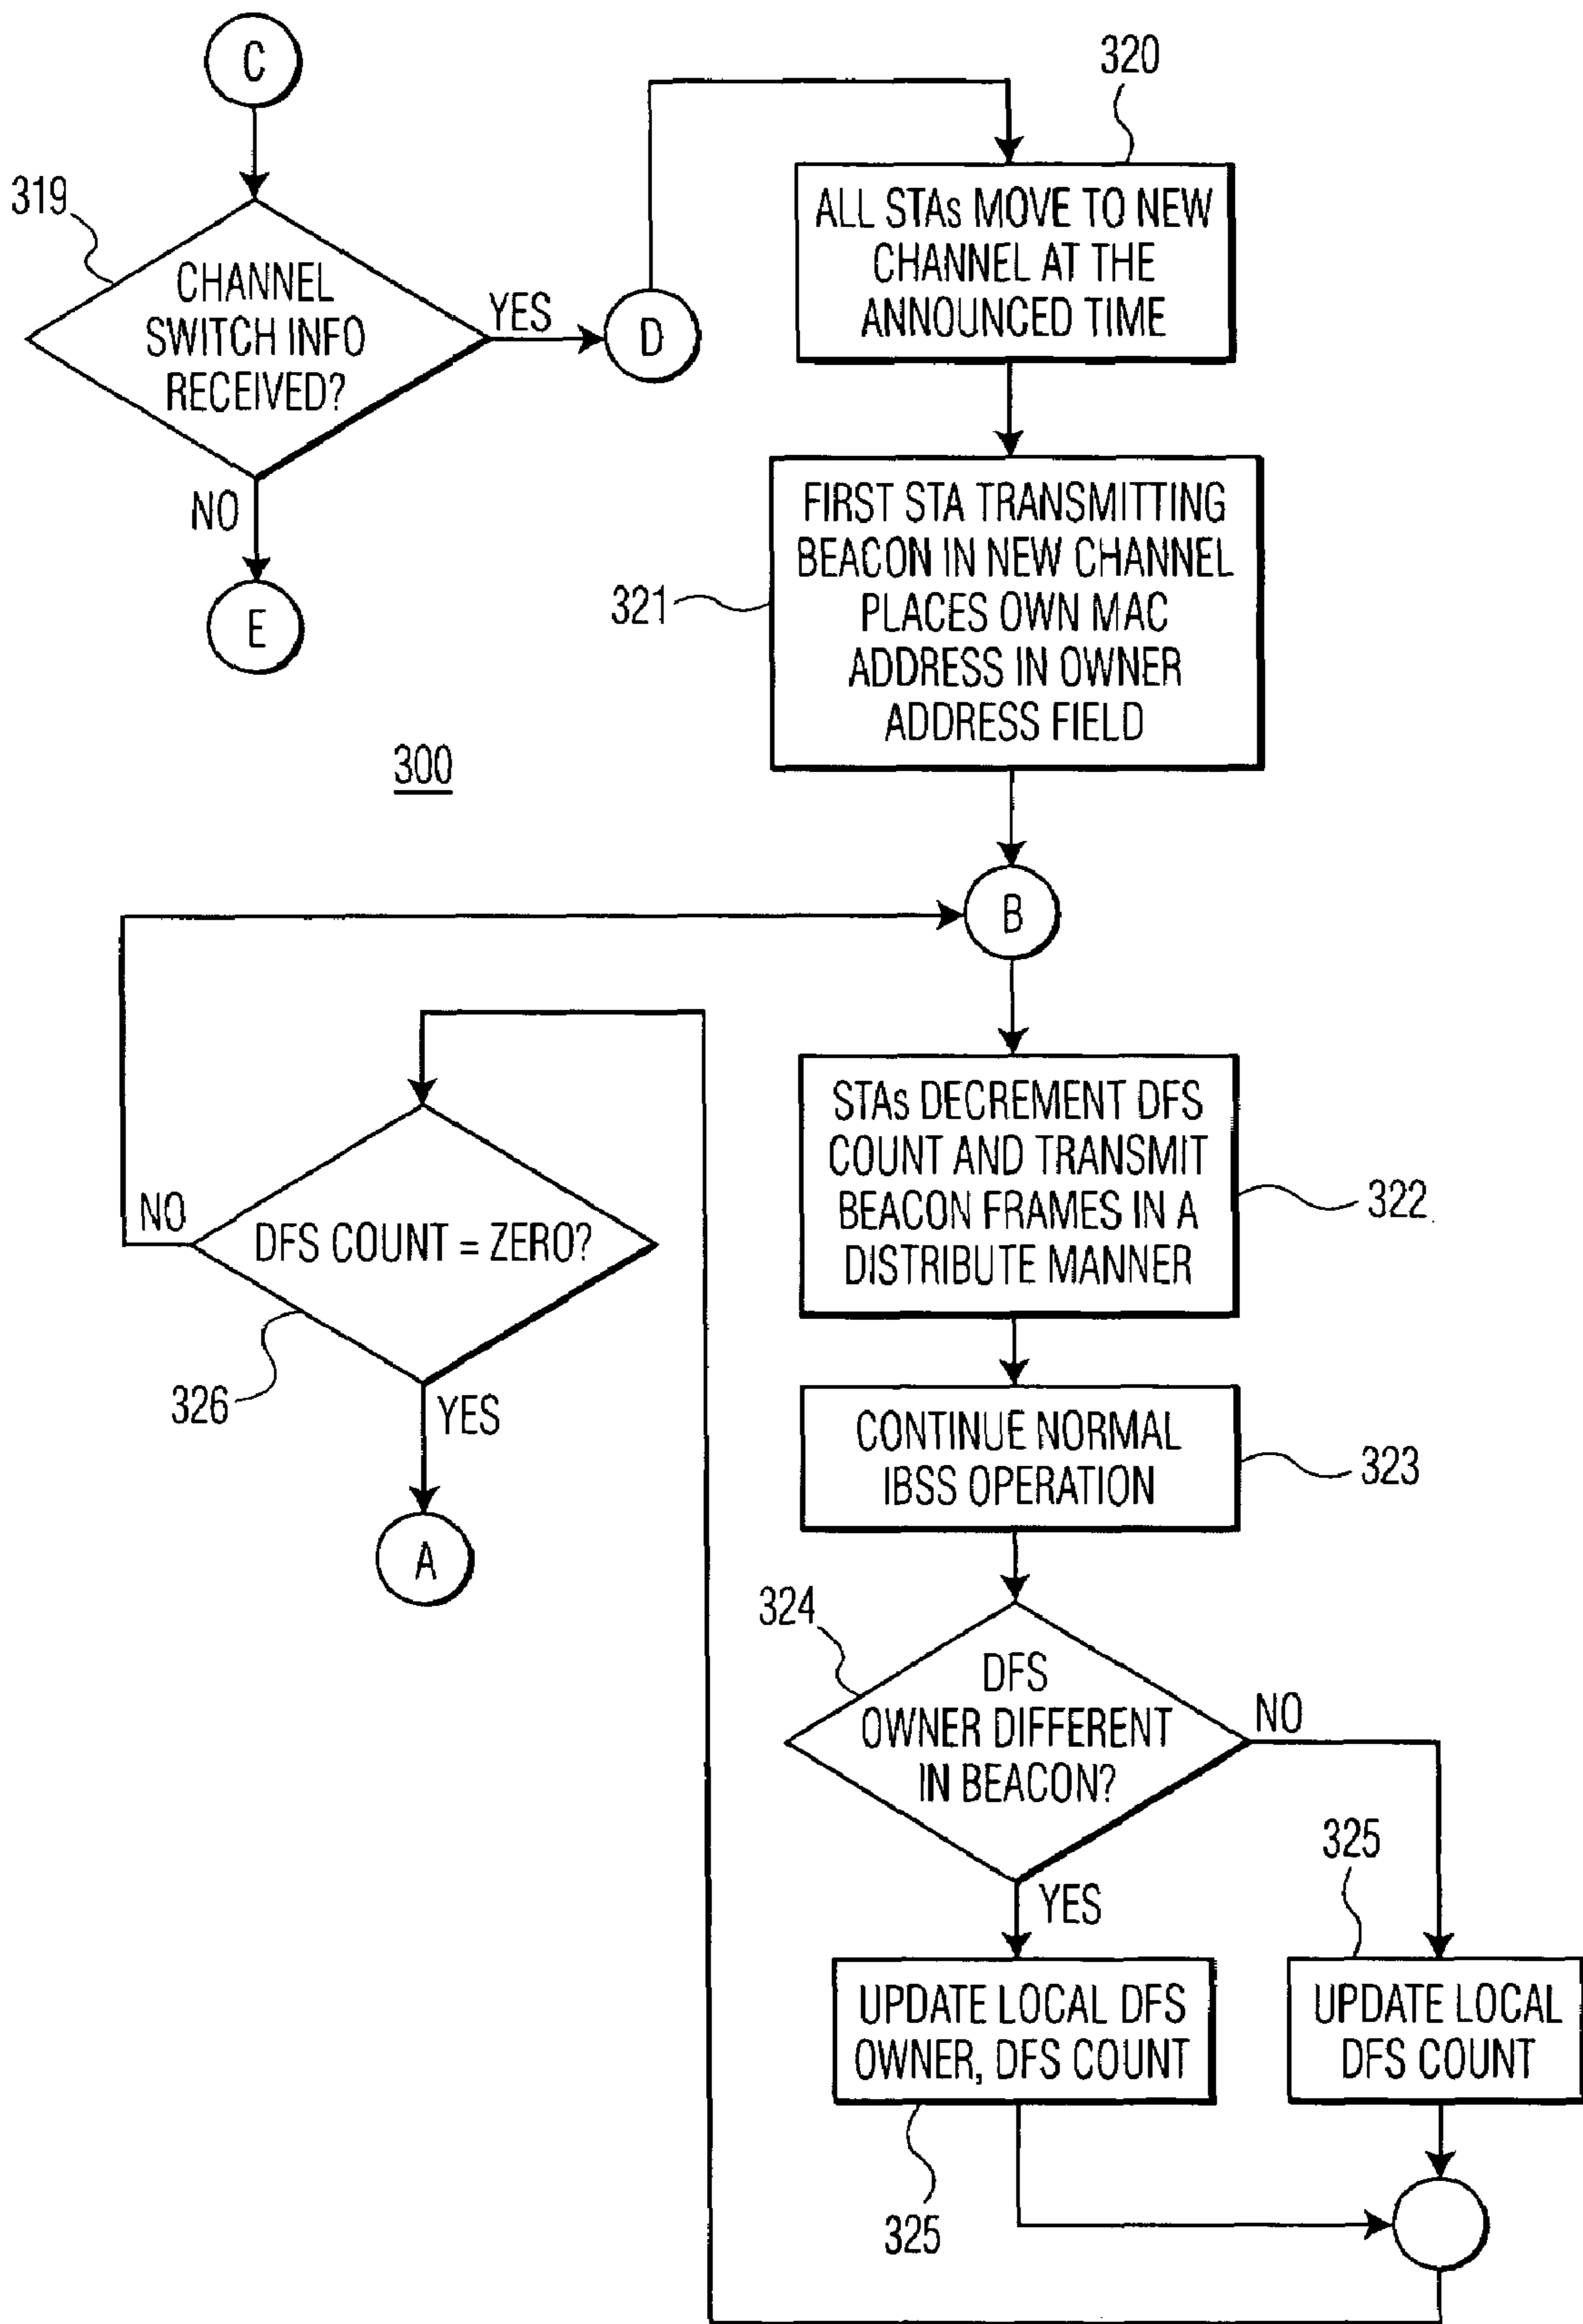 C
319
CHANNEL
SWITCH INFO
RECEIVED?
YES
D
NO
E
320
ALL STAs MOVE TO NEW
CHANNEL AT THE
ANNOUNCED TIME
321
FIRST STA TRANSMITTING
BEACON IN NEW CHANNEL
PLACES OWN MAC
ADDRESS IN OWNER
ADDRESS FIELD
300
B
STAs DECREMENT DFS
COUNT AND TRANSMIT
BEACON FRAMES IN A
DISTRIBUTE MANNER
322
NO
DFS COUNT = ZERO?
326
YES
A
CONTINUE NORMAL
IBSS OPERATION
323
324
DFS
OWNER DIFFERENT
IN BEACON?
NO
YES
325
UPDATE LOCAL DFS
OWNER, DFS COUNT
UPDATE LOCAL
DFS COUNT
325